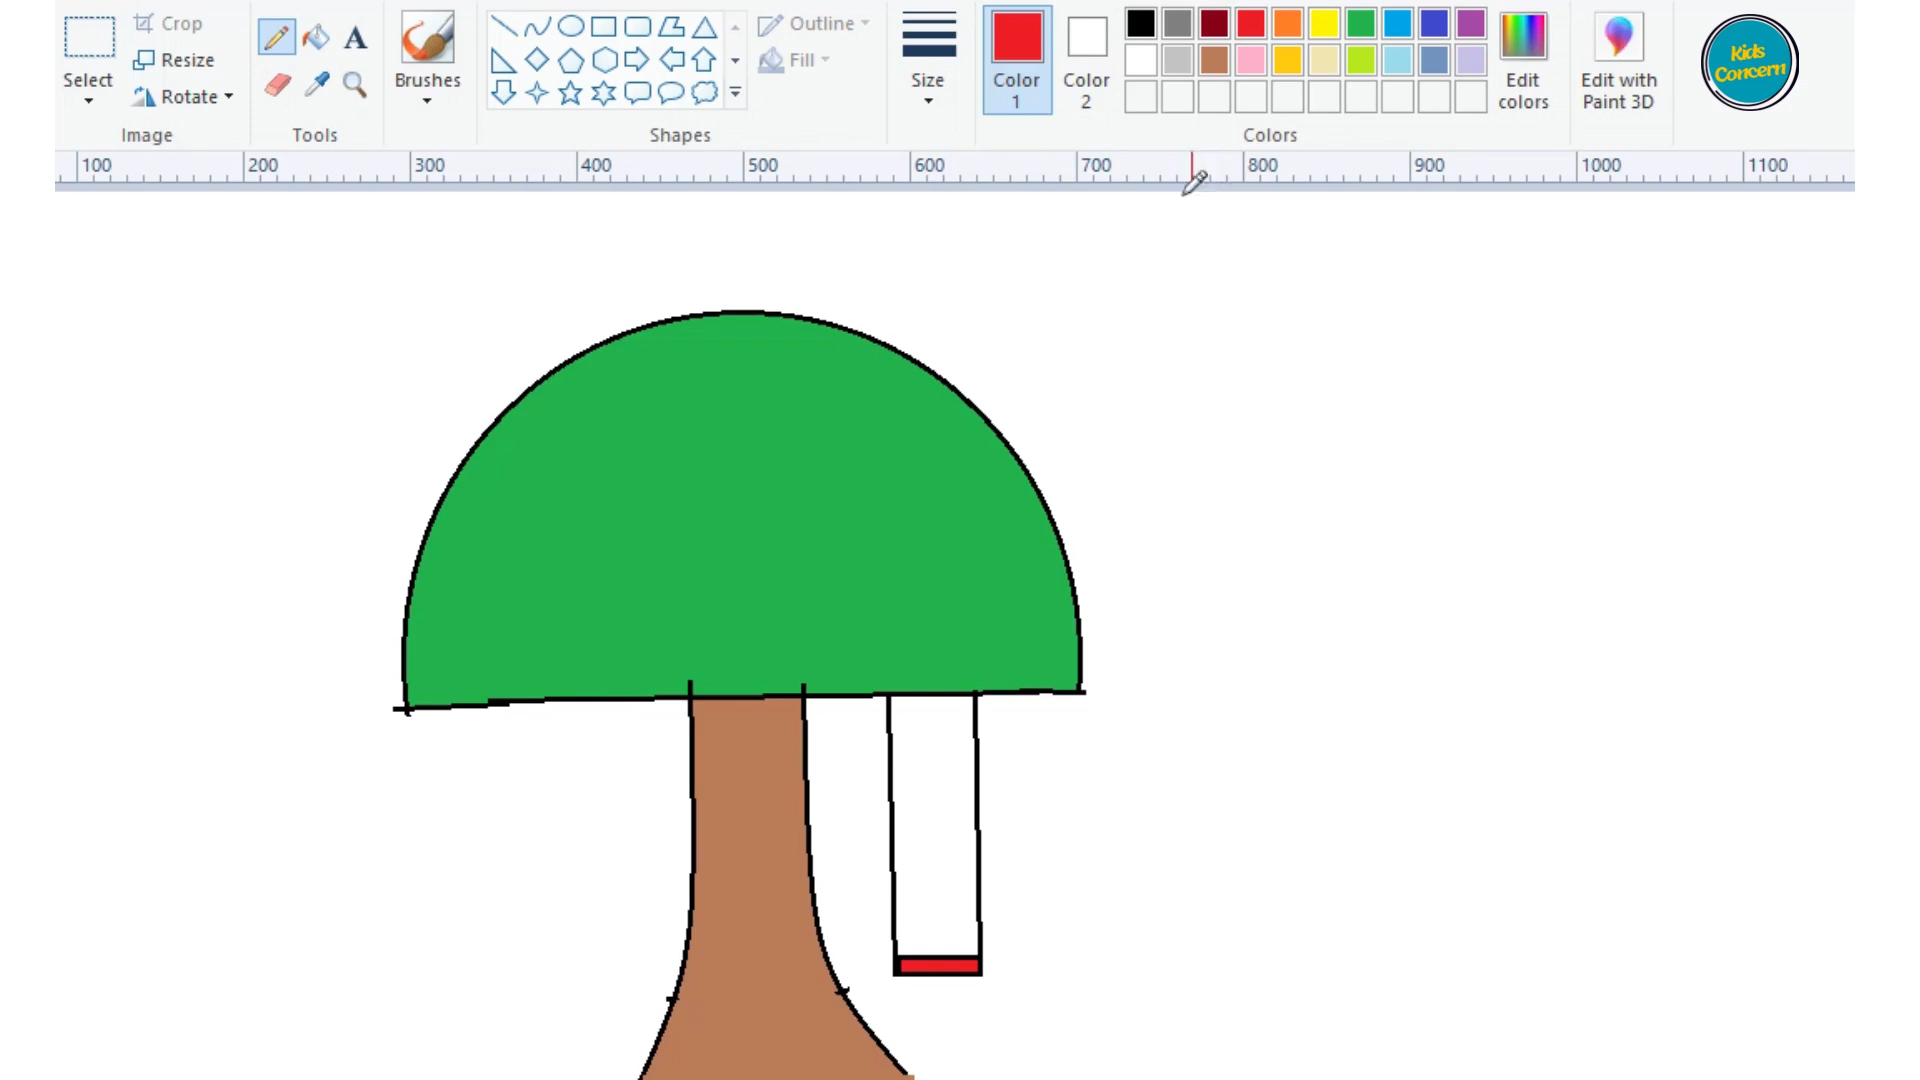 Crop
Outline
Kids
Concern
Resize
Fill
Select
Rotate
Brushes
Size
Color
1
Color
2
Edit
colors
Edit with
Paint 3D
Image
Tools
Shapes
Colors
100 200 300 400 500 600 700 800 900 1000 1100